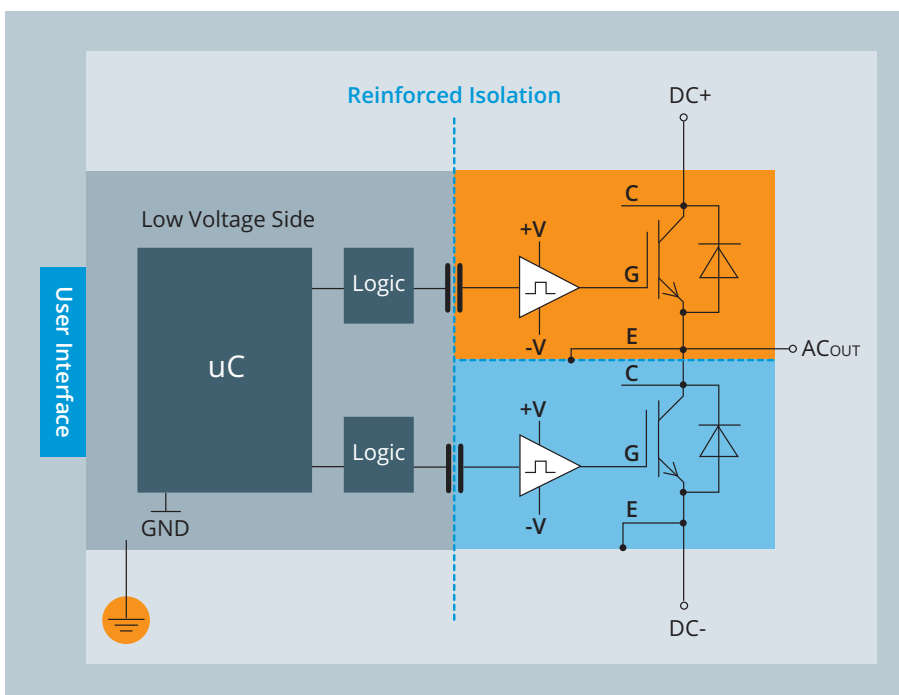 Reinforced Isolation
DC+
Low Voltage Side
C
+V
Logic
G
User Interface
-V
E
ACOUT
uC
C
+V
Logic
G
GND
-V
E
DC-